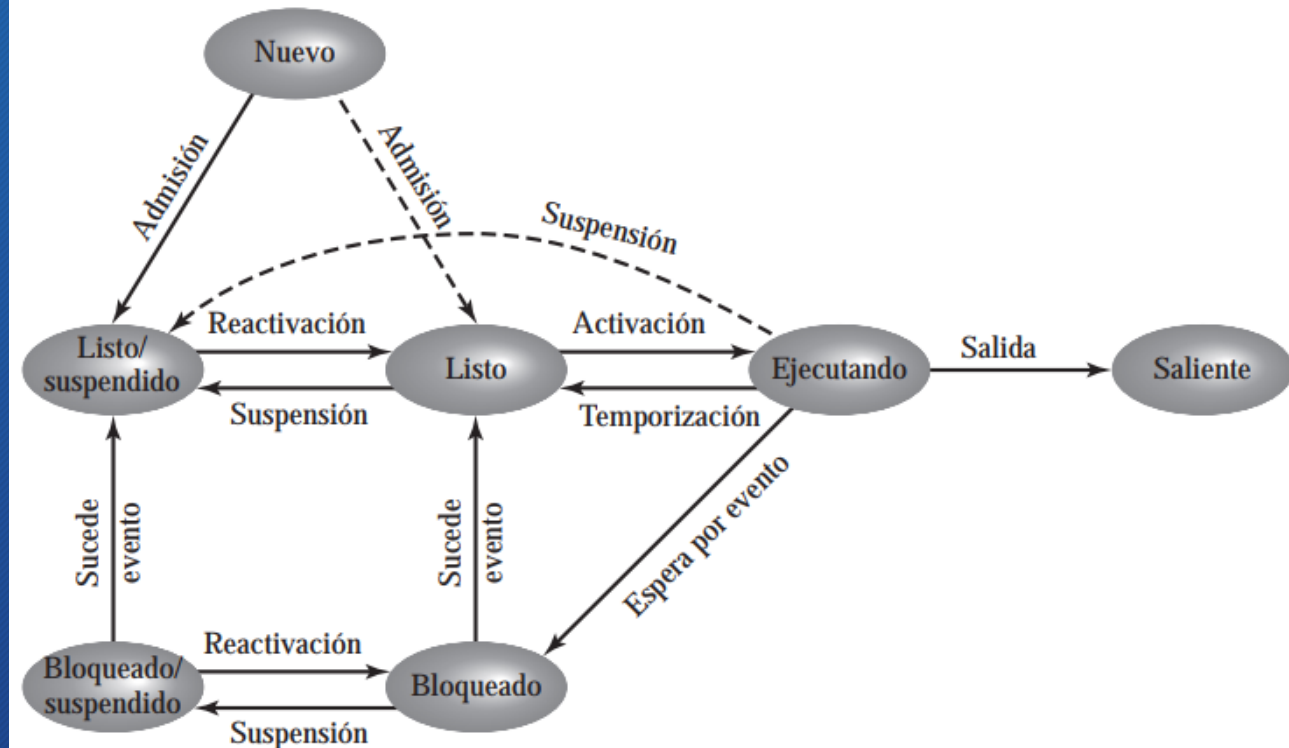 Nuevo
Admisión
Admisión
Suspensión
Listo/
suspendido
Reactivación
Suspensión
Listo
Activación
Temporización
Ejecutando
Salida
Saliente
Sucede
evento
Sucede
evento
Espera por evento
Bloqueado/
suspendido
Reactivación
Suspensión
Bloqueado